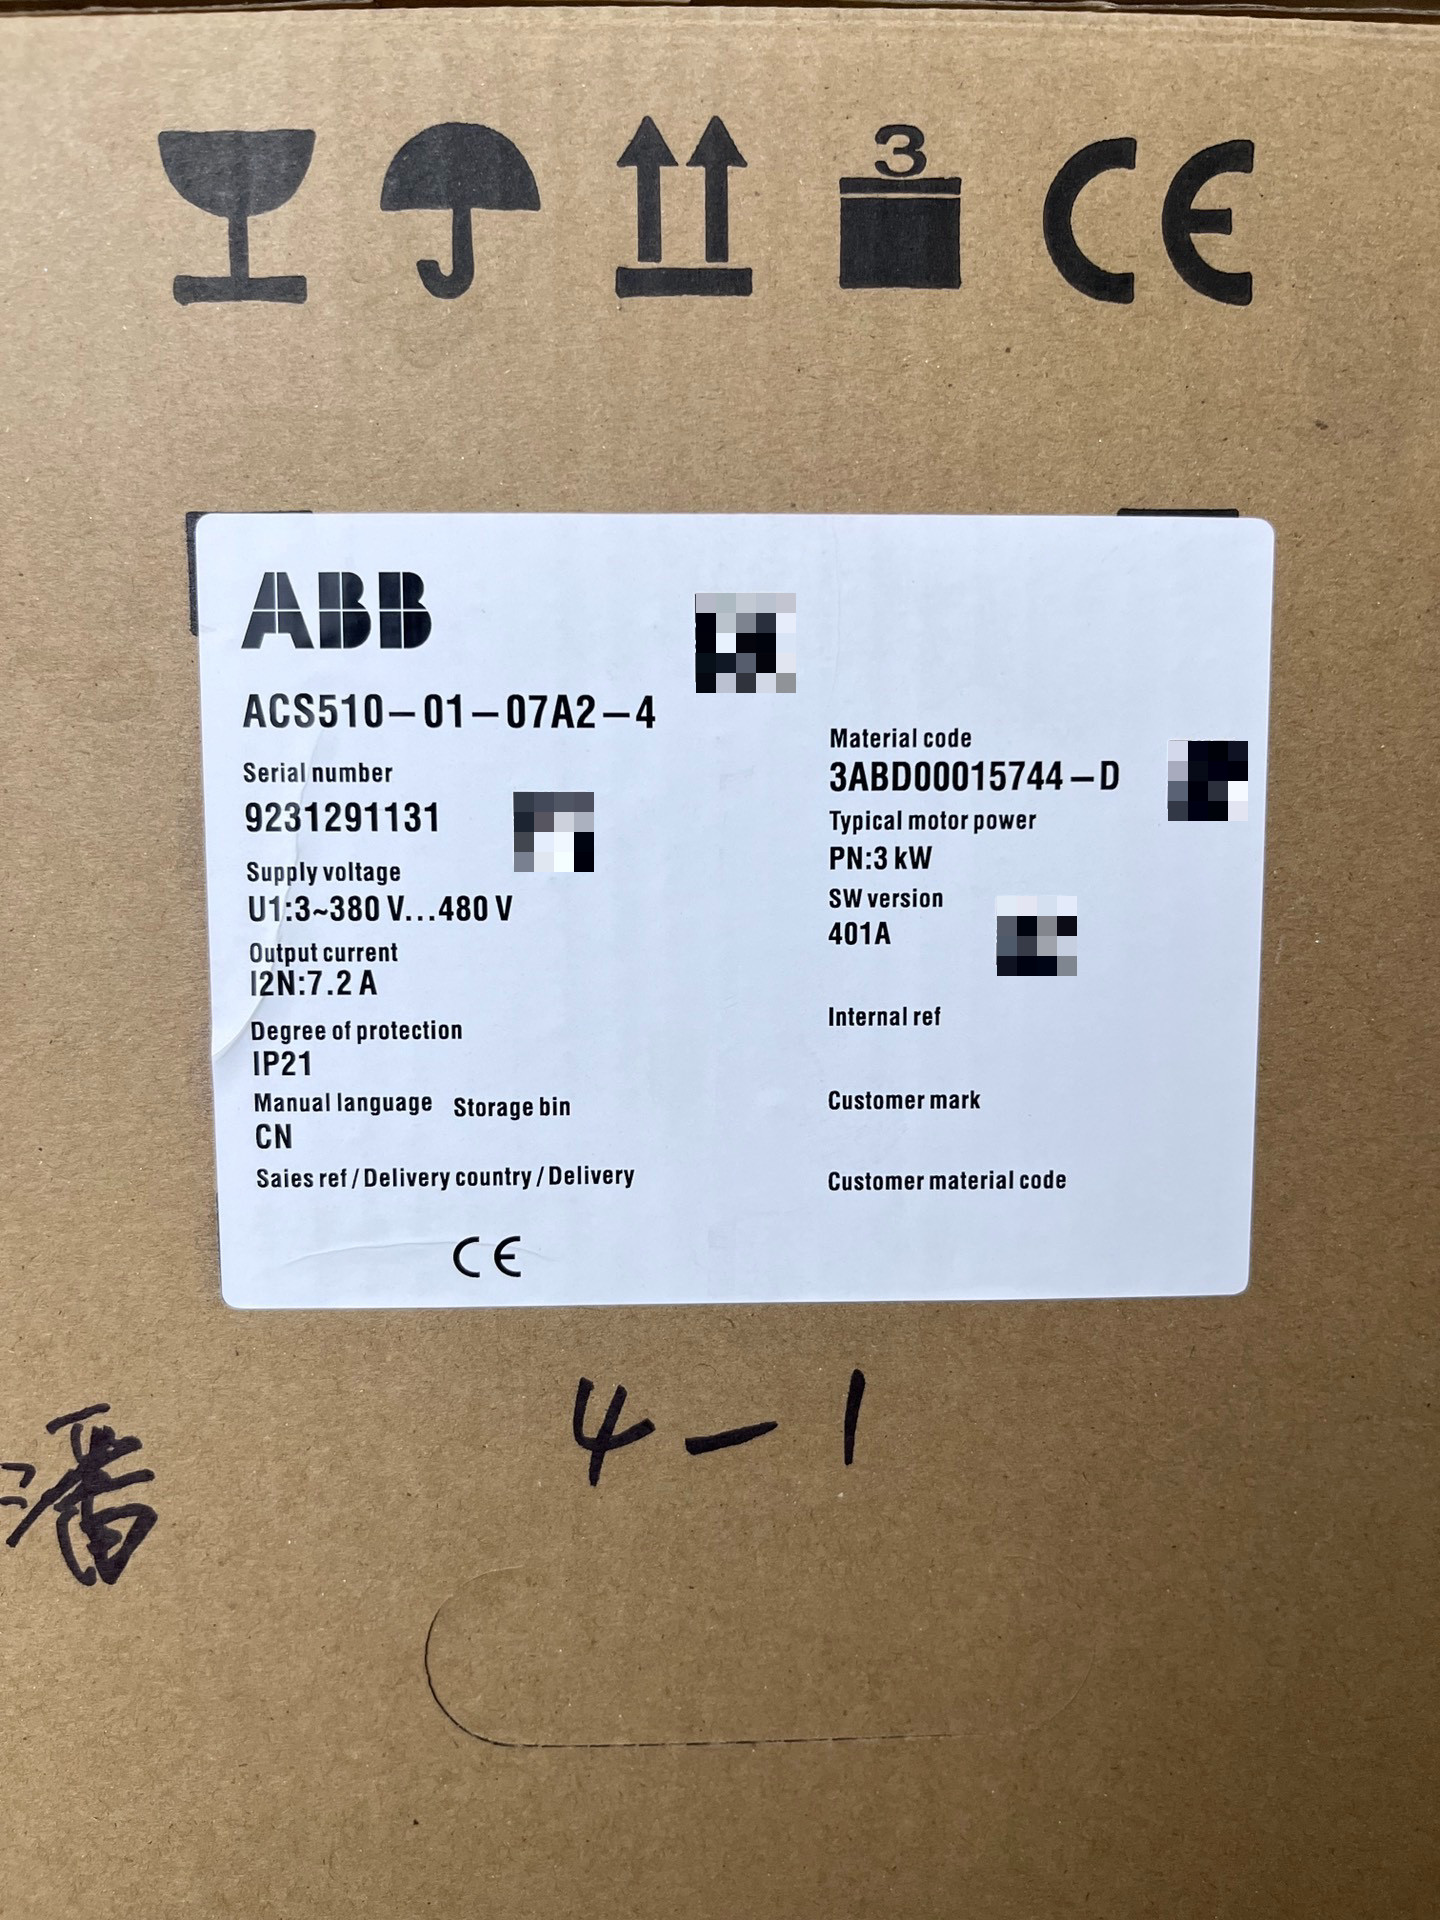 3
CE
ABB
ACS510-01-07A2-4
Serial number
9231291131
Supply voltage
U1:3~380 V...480 V
Output current
I2N:7.2 A
Degree of protection
IP21
Manual language Storage bin
CN
Saies ref / Delivery country / Delivery
CE
Material code
3ABD00015744-D
Typical motor power
PN:3 kW
SW version
401A
Internal ref
Customer mark
Customer material code
4-1
潘